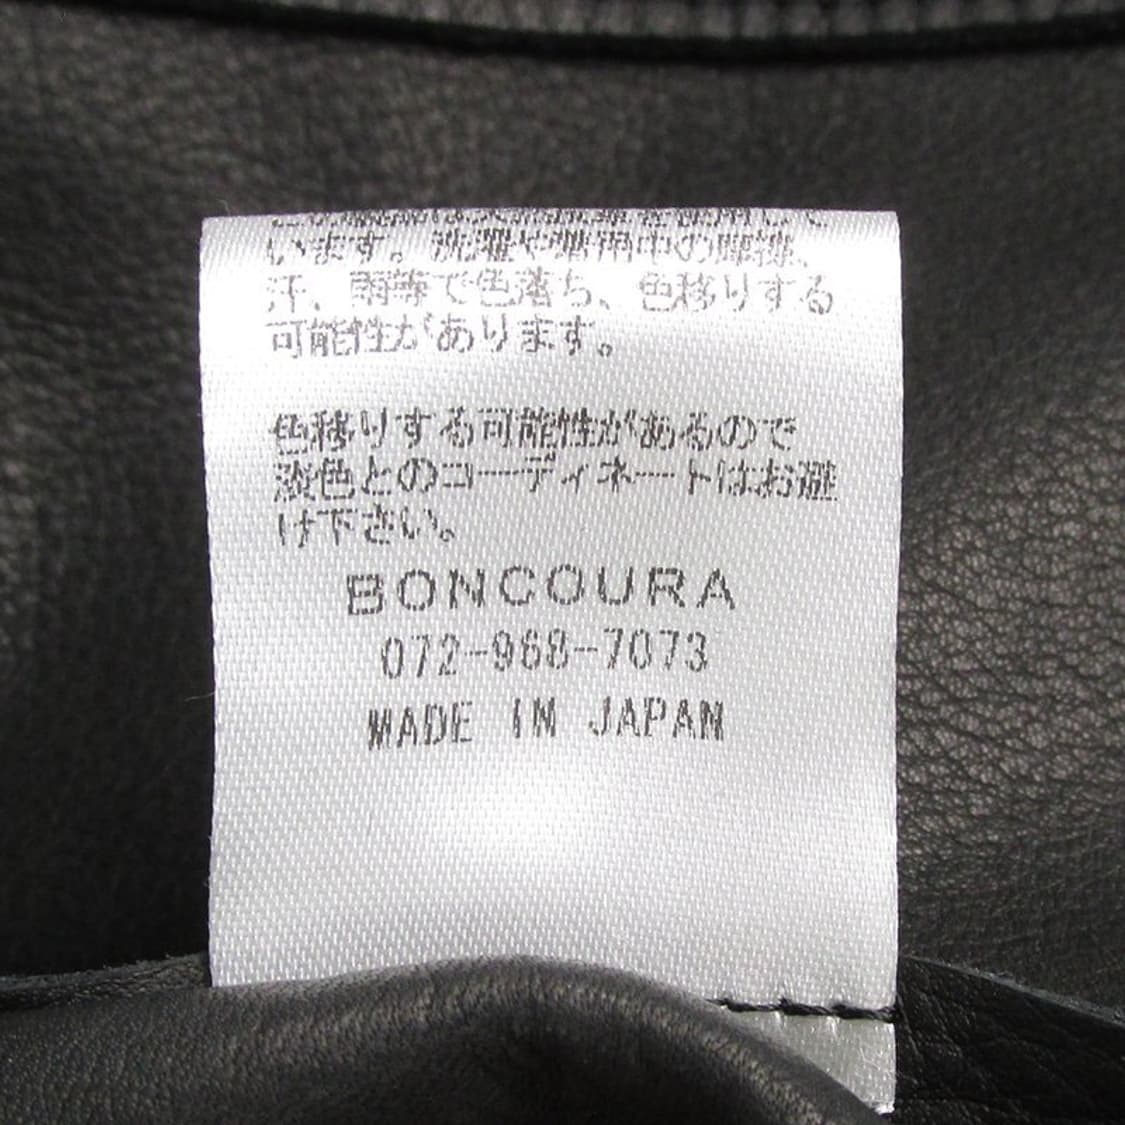 います。洗濯や着用中の摩擦、
汗、雨等で色落ち、色移りする
可能性があります。
色移りする可能性があるので
淡色とのコーディネートはお避
け下さい。
BONCOURA
072-968-7073
MADE IN JAPAN